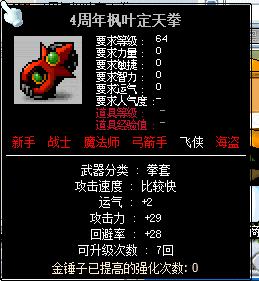 4周年枫叶定天拳
要求等级: 64
要求力量: 0
要求敏捷: 0
要求智力: 0
要求运气: 0
要求人气度: -
道具等级: -
道具经验值: -
新手 战士 魔法师 弓箭手 飞侠 海盗
武器分类 : 拳套
攻击速度 : 比较快
运气 : +2
攻击力 : +29
回避率 : +28
可升级次数 : 7回
金锤子已提高的强化次数: 0